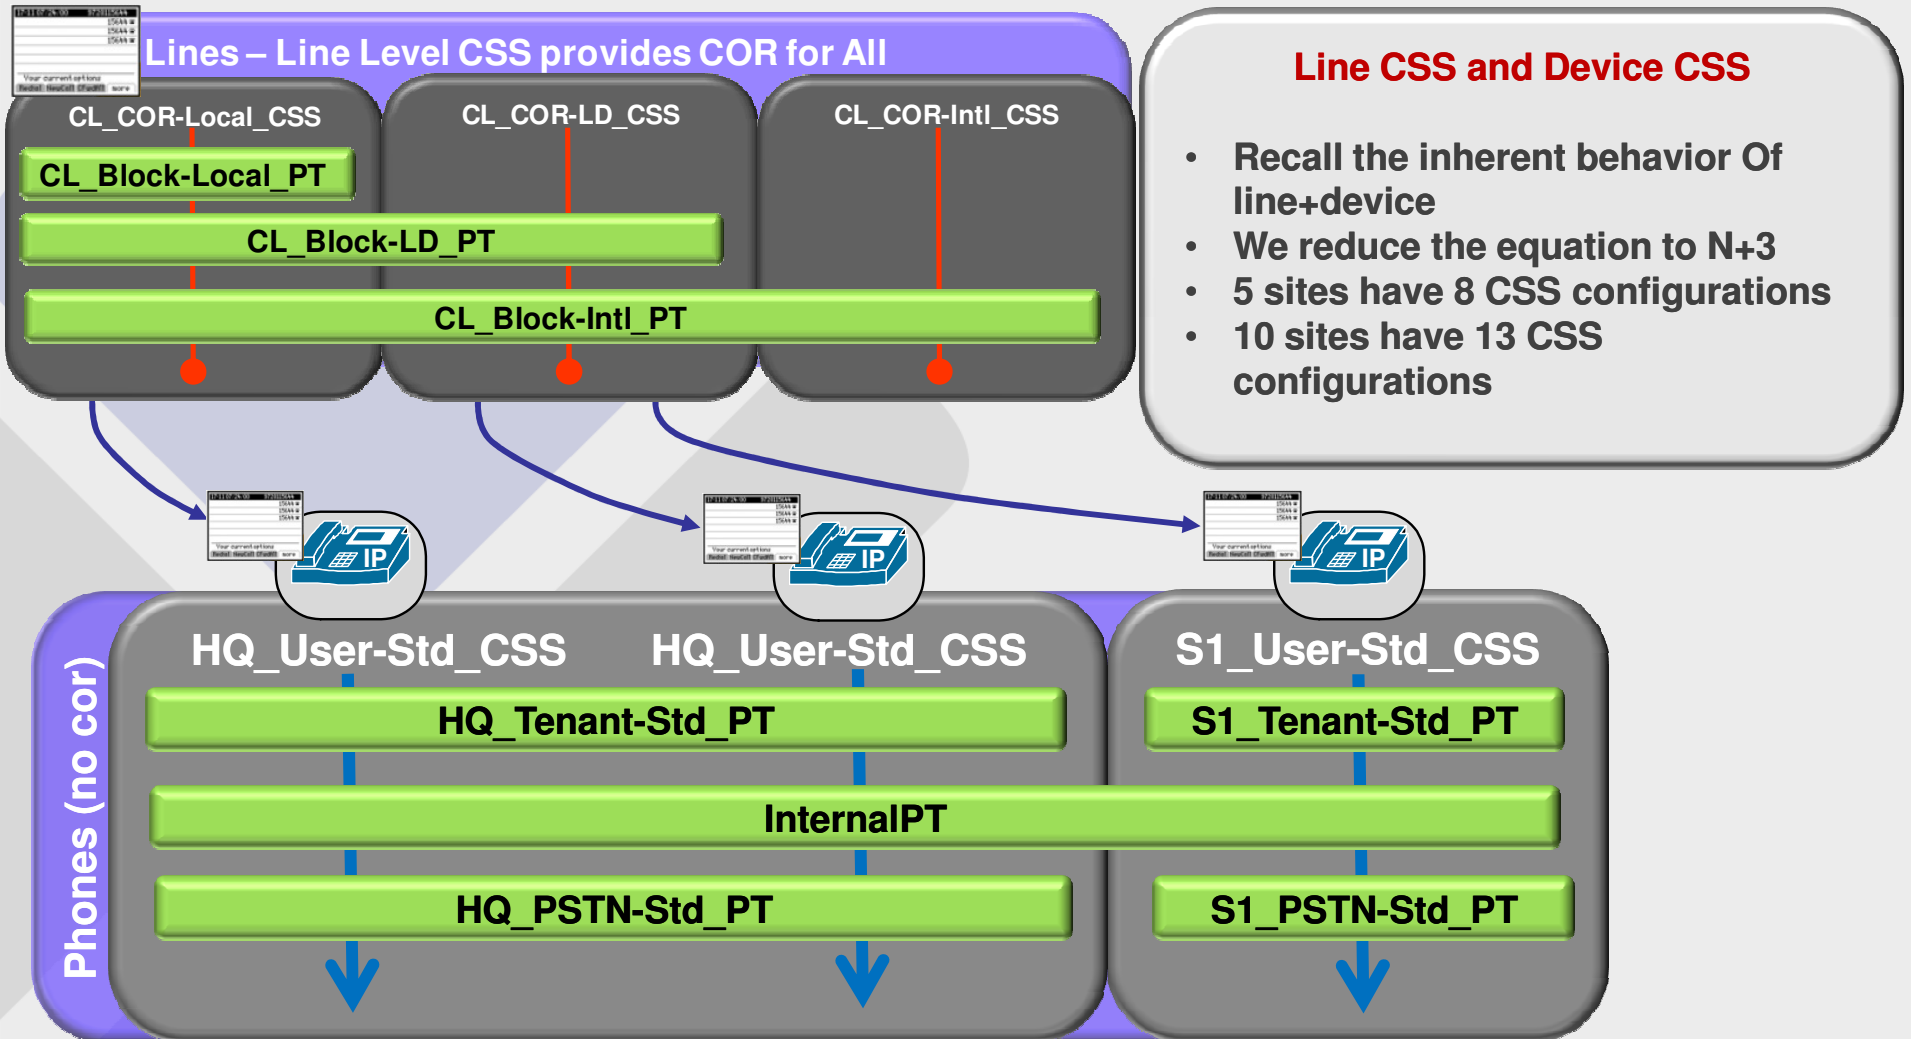 Lines – Line Level CSS provides COR for All
CL_COR-Local_CSS
CL_COR-LD_CSS
CL_COR-Intl_CSS
CL_Block-Local_PT
CL_Block-LD_PT
CL_Block-Intl_PT
Line CSS and Device CSS
• Recall the inherent behavior Of
line+device
• We reduce the equation to N+3
• 5 sites have 8 CSS configurations
• 10 sites have 13 CSS
configurations
Your current options
IP
IP
IP
Phones (no cor)
HQ_User-Std_CSS
HQ_User-Std_CSS
S1_User-Std_CSS
HQ_Tenant-Std_PT
S1_Tenant-Std_PT
InternalPT
HQ_PSTN-Std_PT
S1_PSTN-Std_PT